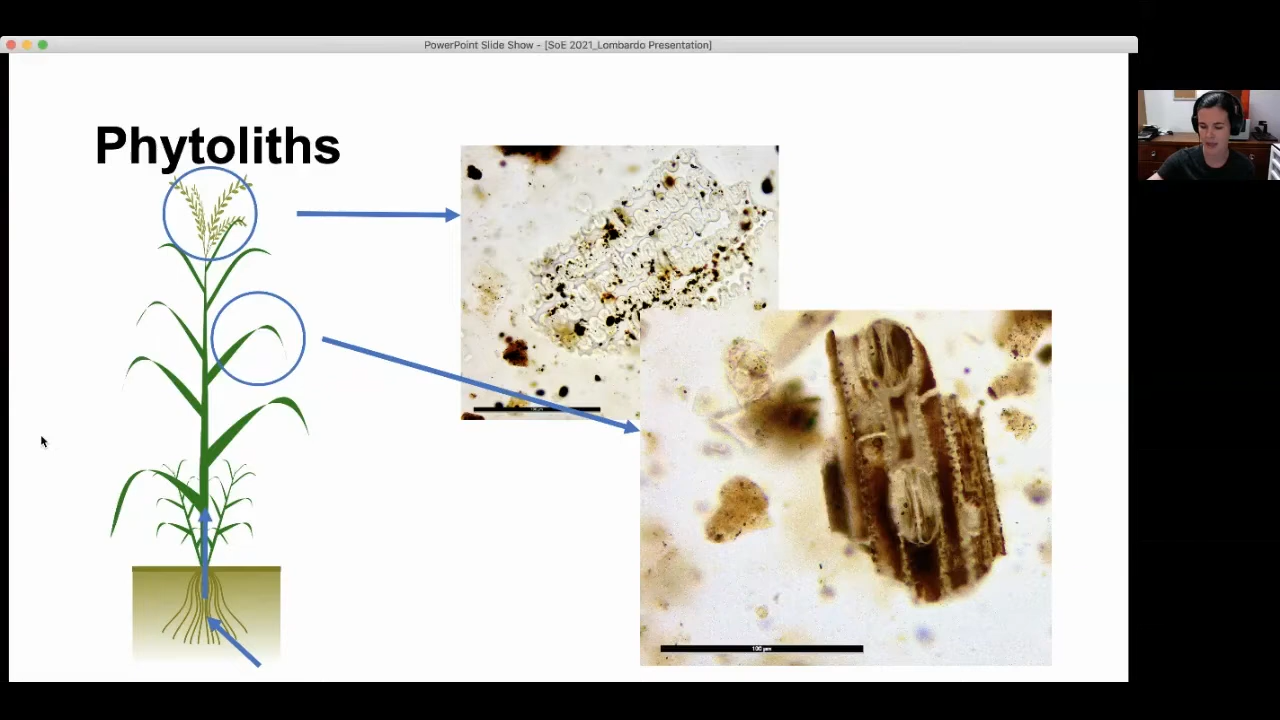 PowerPoint Slide Show - [SoE 2021_Lombardo Presentation]
Phytoliths
100 µm